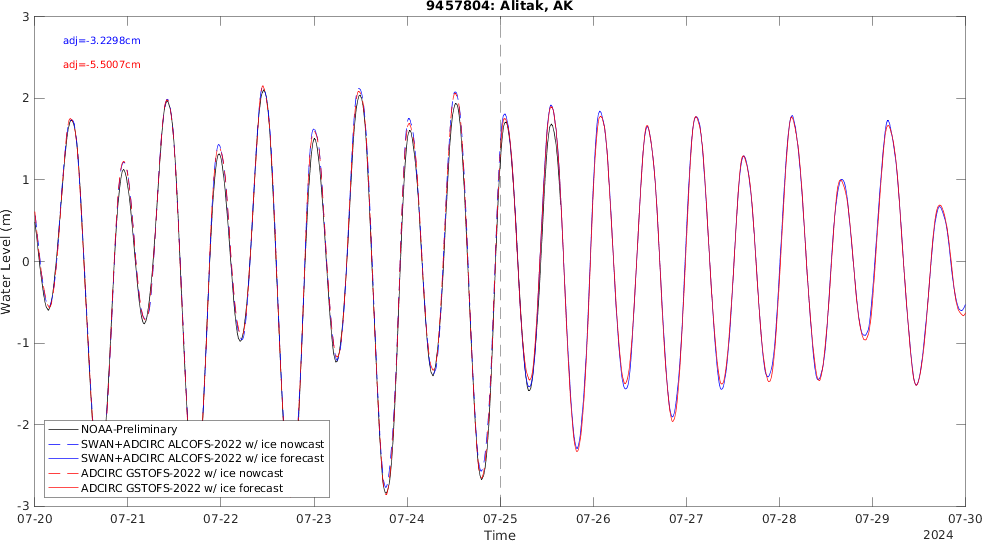 9457804: Alitak, AK
adj=-3.2298cm
adj=-5.5007cm
Water Level (m)
3
2
1
0
-1
-2
-3
NOAA-Preliminary
SWAN+ADCIRC ALCOFS-2022 w/ ice nowcast
SWAN+ADCIRC ALCOFS-2022 w/ ice forecast
ADCIRC GSTOFS-2022 w/ ice nowcast
ADCIRC GSTOFS-2022 w/ ice forecast
07-20 07-21 07-22 07-23 07-24 07-25 07-26 07-27 07-28 07-29 07-30
Time
2024